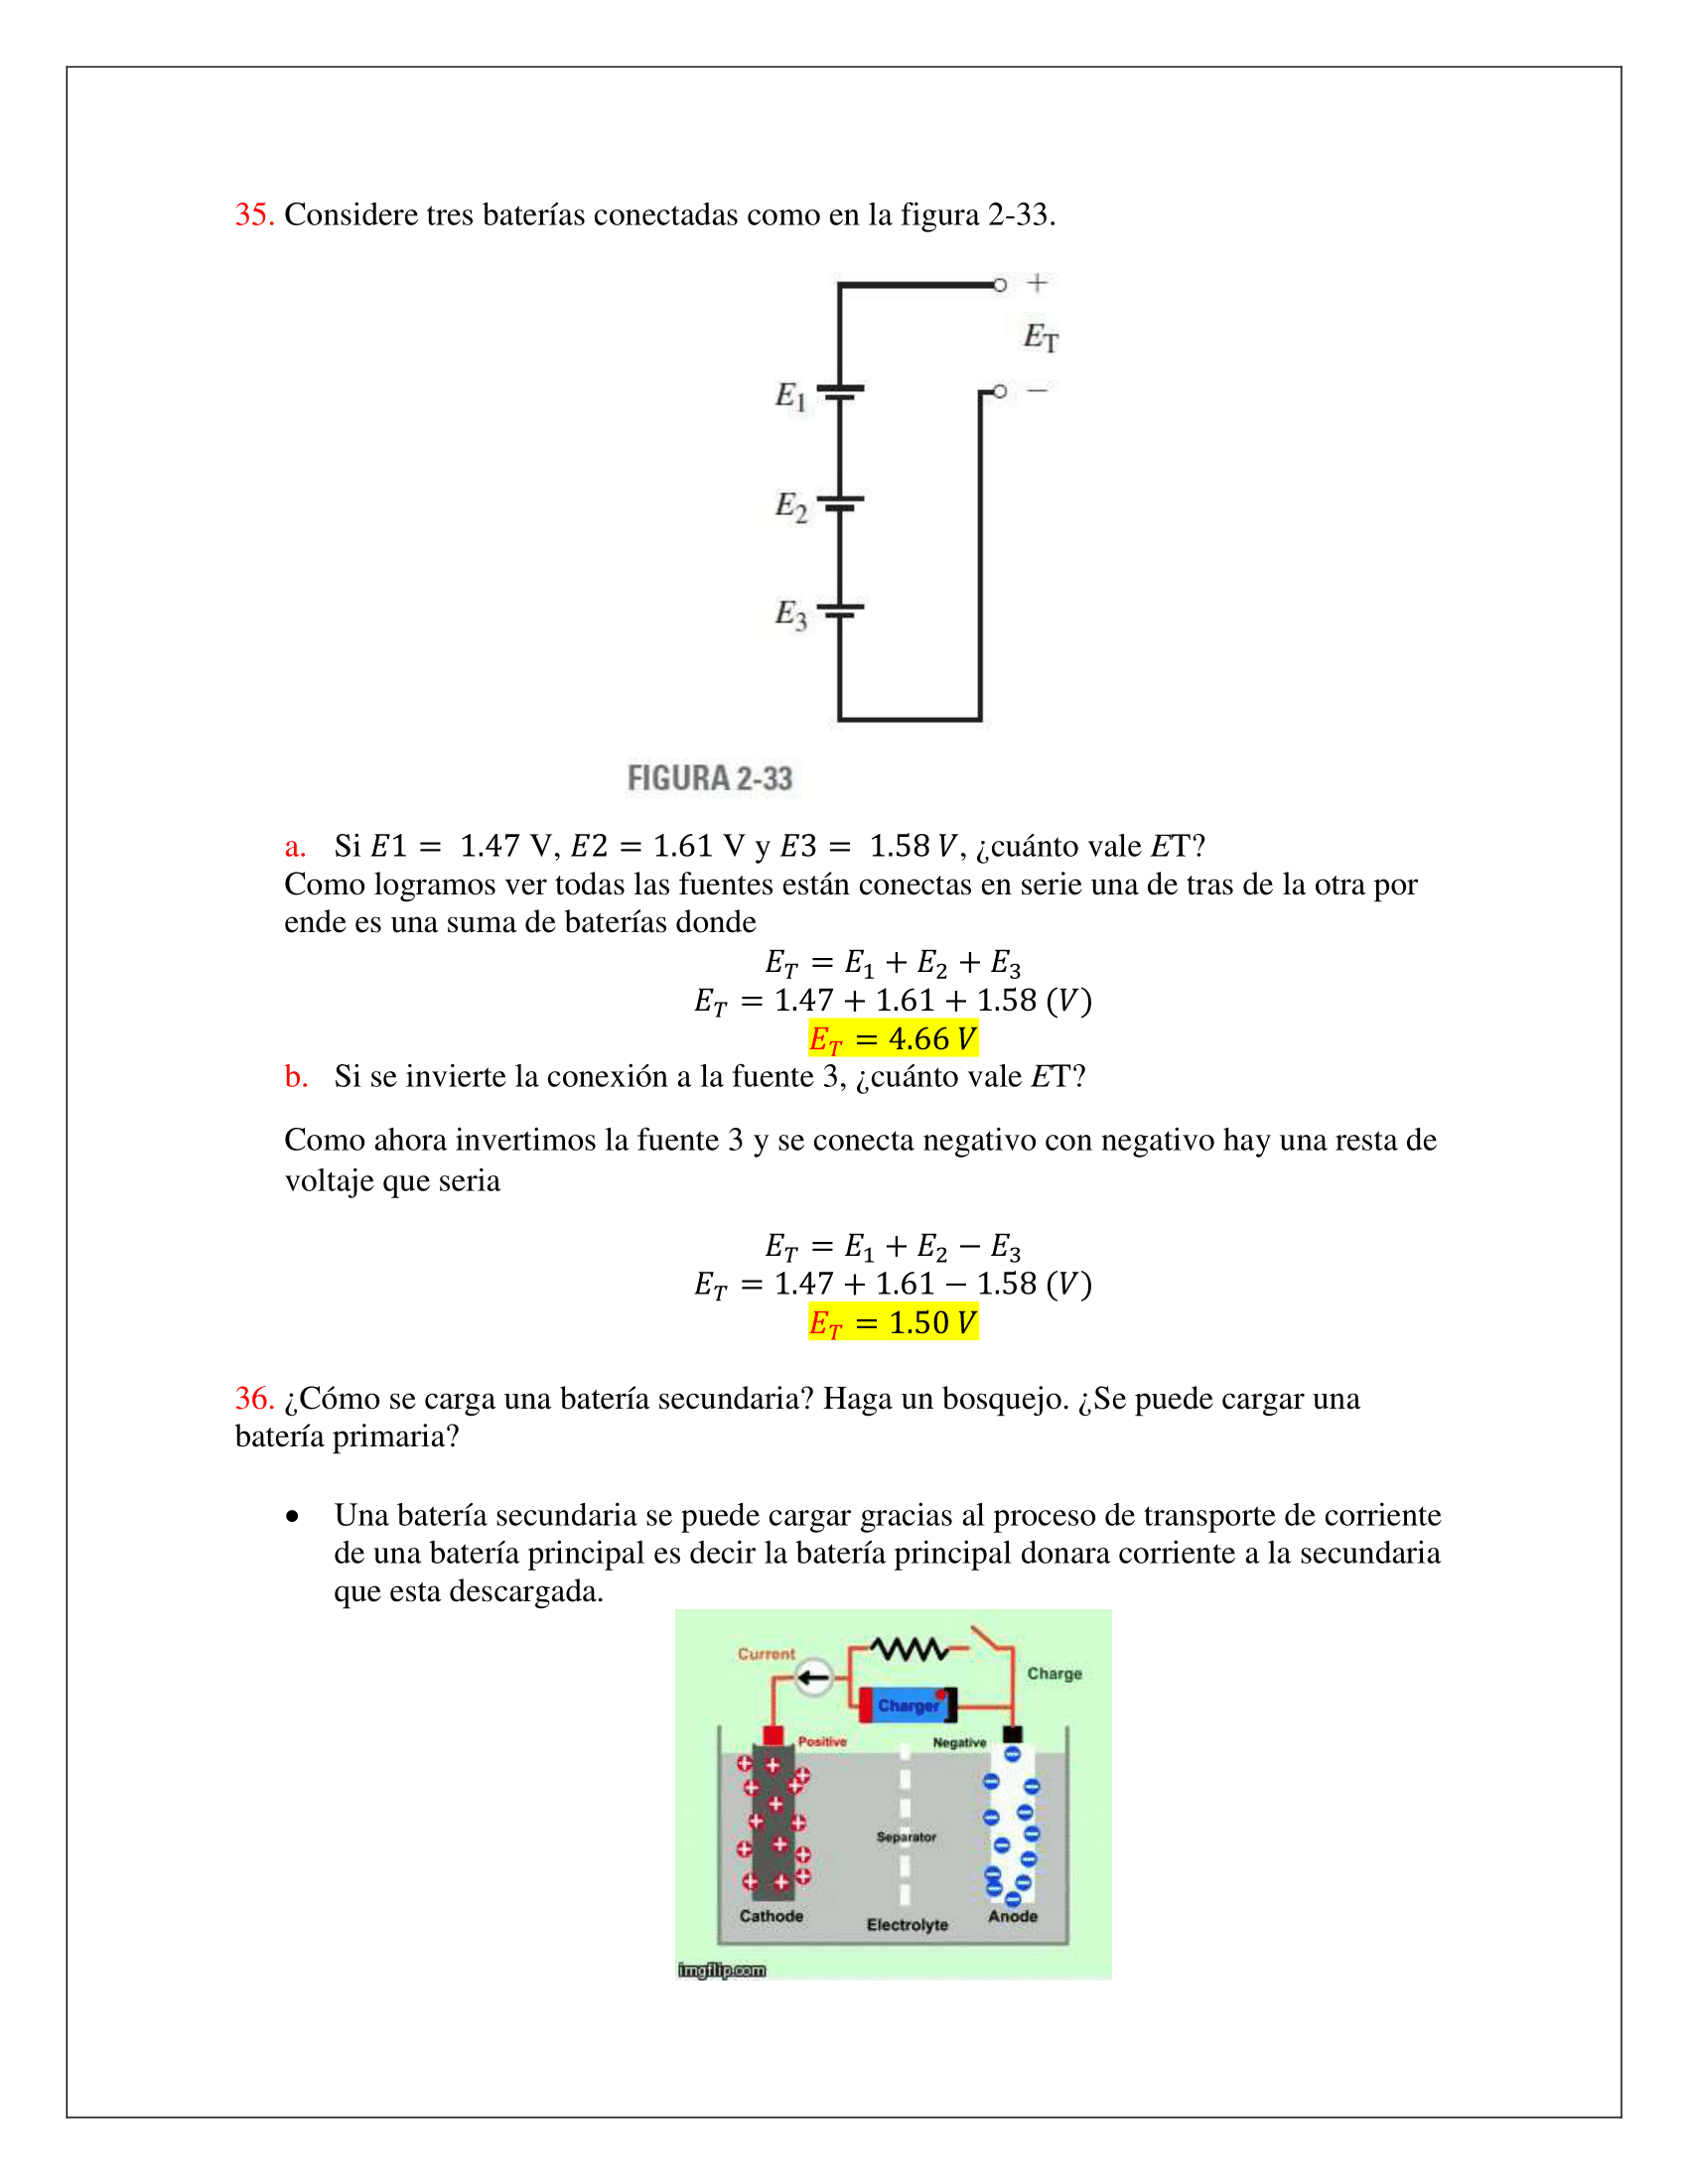 35. Considere tres baterías conectadas como en la figura 2-33.
+
ET
−
E1
E2
E3
FIGURA 2-33
a. Si E1 = 1.47 V, E2 = 1.61 V y E3 = 1.58 V, ¿cuánto vale ET?
Como logramos ver todas las fuentes están conectas en serie una de tras de la otra por
ende es una suma de baterías donde
E_T = E_1 + E_2 + E_3
E_T = 1.47 + 1.61 + 1.58 (V)
E_T = 4.66 V
b. Si se invierte la conexión a la fuente 3, ¿cuánto vale ET?
Como ahora invertimos la fuente 3 y se conecta negativo con negativo hay una resta de
voltaje que seria
E_T = E_1 + E_2 − E_3
E_T = 1.47 + 1.61 − 1.58 (V)
E_T = 1.50 V
36. ¿Cómo se carga una batería secundaria? Haga un bosquejo. ¿Se puede cargar una
batería primaria?
• Una batería secundaria se puede cargar gracias al proceso de transporte de corriente
de una batería principal es decir la batería principal donara corriente a la secundaria
que esta descargada.
Current
Charge
Charger
Positive
Negative
Separator
Cathode
Electrolyte
Anode
imgflip.com